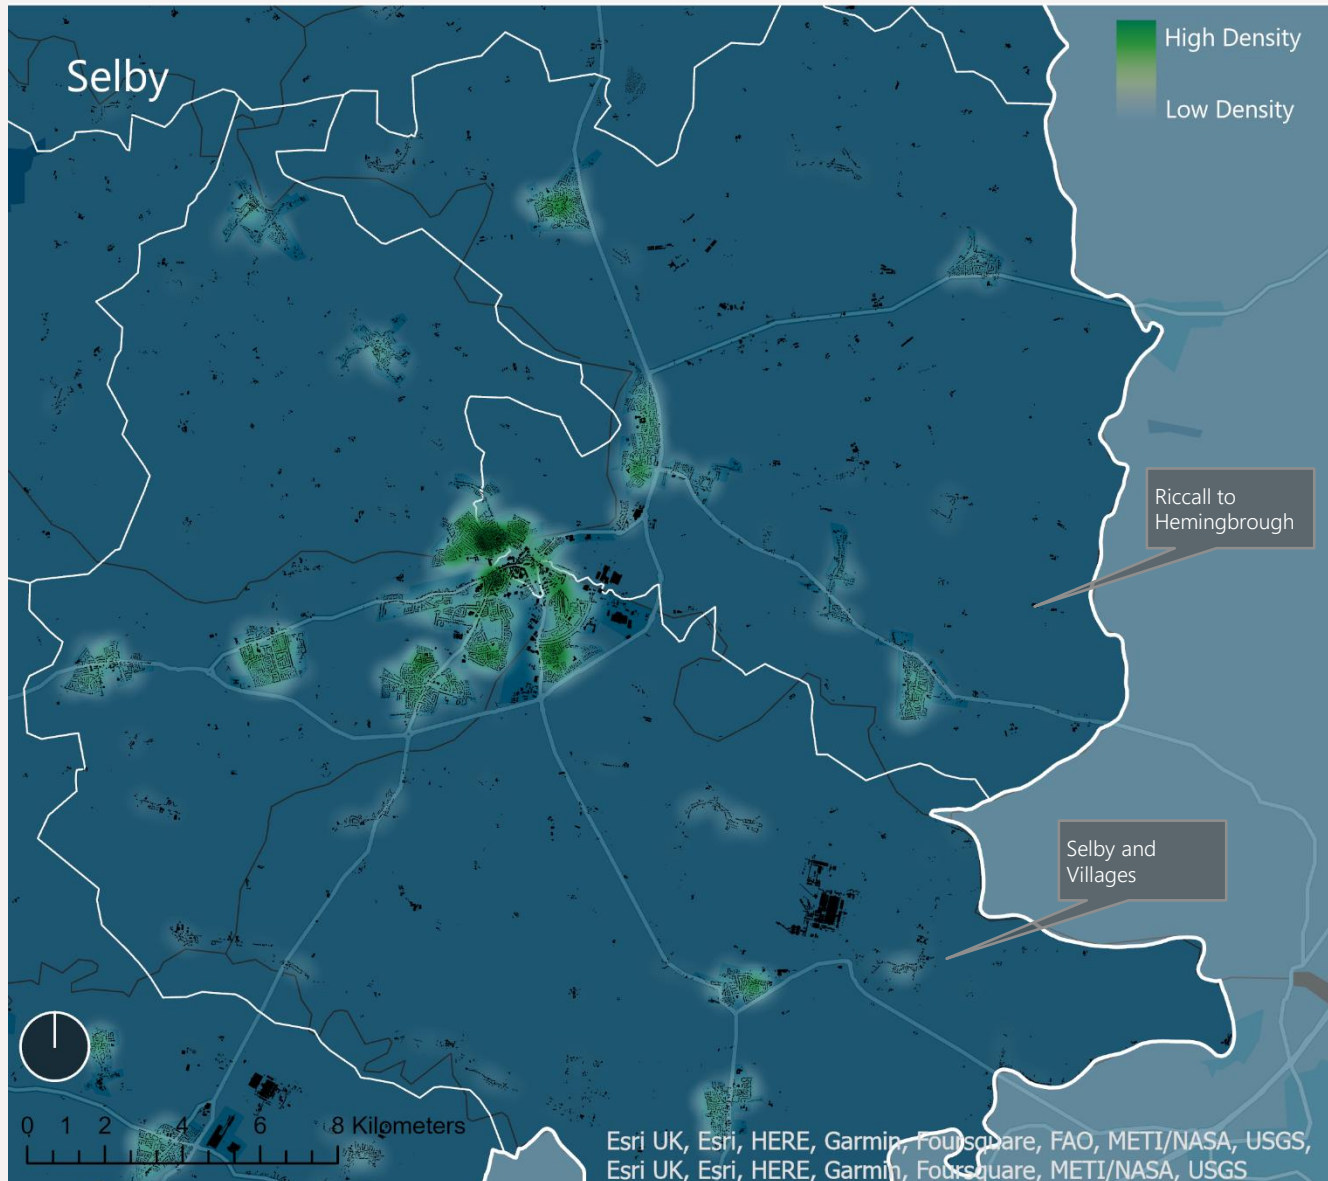 Selby
High Density
Low Density
Riccall to
Hemingbrough
Selby and
Villages
0 1 2 4 6 8 Kilometers
Esri UK, Esri, HERE, Garmin, Foursquare, FAO, METI/NASA, USGS,
Esri UK, Esri, HERE, Garmin, Foursquare, METI/NASA, USGS